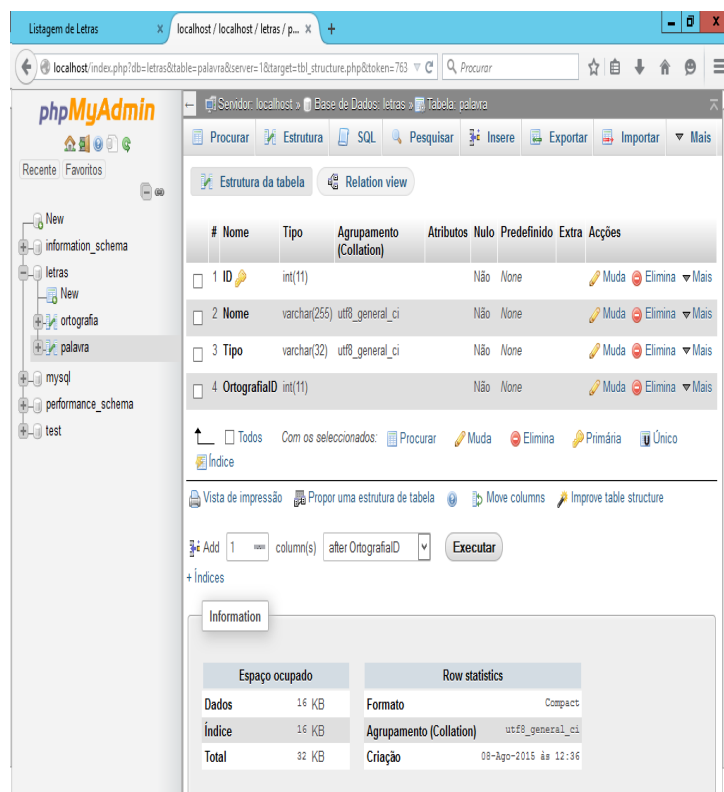 Listagem de Letras x localhost / localhost / letras / p... x +
localhost/index.php?db=letras&table=palavra&server=1&target=tbl_structure.php&token=763 Procurar
phpMyAdmin
Recente Favoritos
New
information_schema
letras
New
ortografia
palavra
mysql
performance_schema
test
Servidor: localhost » Base de Dados: letras » Tabela: palavra
Procurar Estrutura SQL Pesquisar Insere Exportar Importar Mais
Estrutura da tabela Relation view
# Nome Tipo Agrupamento (Collation) Atributos Nulo Predefinido Extra Acções
1 ID int(11) Não None Muda Elimina Mais
2 Nome varchar(255) utf8_general_ci Não None Muda Elimina Mais
3 Tipo varchar(32) utf8_general_ci Não None Muda Elimina Mais
4 OrtografiaID int(11) Não None Muda Elimina Mais
Todos Com os seleccionados: Procurar Muda Elimina Primária Único
Índice
Vista de impressão Propor uma estrutura de tabela Move columns Improve table structure
Add 1 column(s) after OrtografiaID Executar
+ Índices
Information
Espaço ocupado
Dados 16 KB
Índice 16 KB
Total 32 KB
Row statistics
Formato Compact
Agrupamento (Collation) utf8_general_ci
Criação 08-Ago-2015 às 12:36